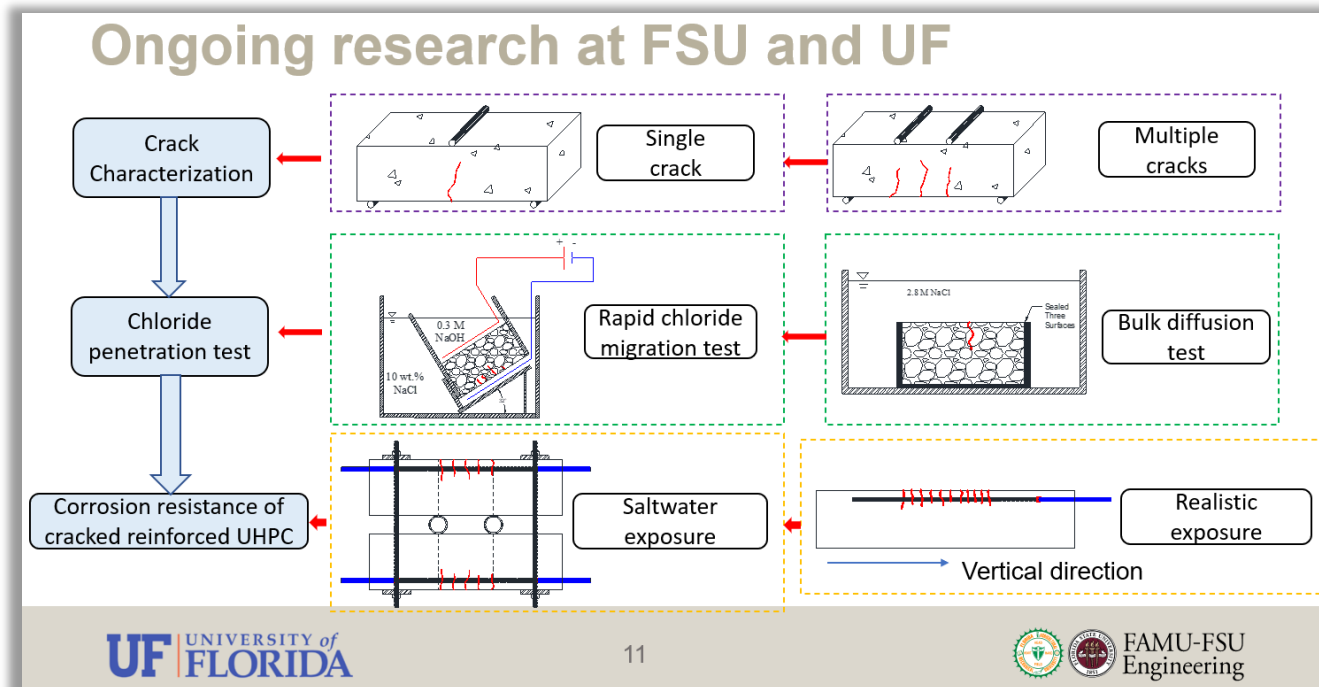 Ongoing research at FSU and UF
Crack
Characterization
Single
crack
Multiple
cracks
Chloride
penetration test
+ -
0.3 M
NaOH
10 wt.%
NaCl
Rapid chloride
migration test
2.8 M NaCl
Sealed
Three
Surfaces
Bulk diffusion
test
Corrosion resistance of
cracked reinforced UHPC
Saltwater
exposure
Realistic
exposure
Vertical direction
UF UNIVERSITY of
FLORIDA
11
FAMU-FSU
Engineering